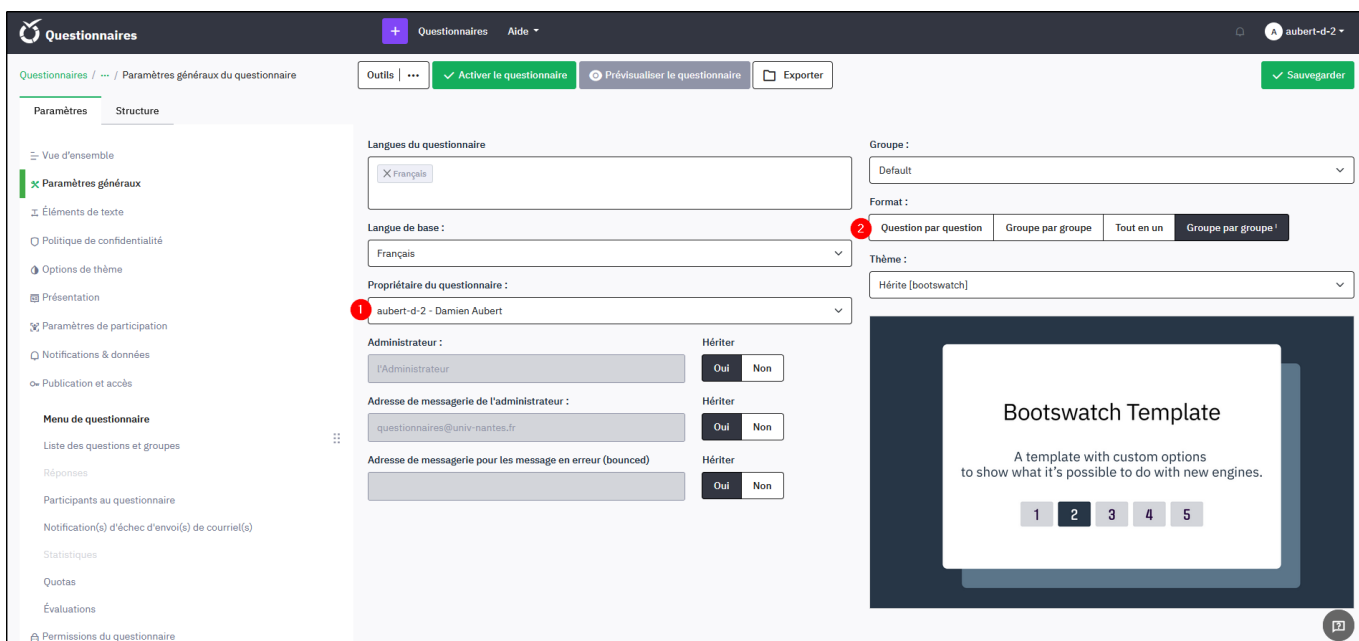 Questionnaires
+ Questionnaires Aide
A aubert-d-2
Questionnaires / ··· / Paramètres généraux du questionnaire
Outils | ··· Activer le questionnaire Prévisualiser le questionnaire Exporter
Sauvegarder
Paramètres Structure
Vue d'ensemble
Paramètres généraux
Éléments de texte
Politique de confidentialité
Options de thème
Présentation
Paramètres de participation
Notifications & données
Publication et accès
Menu de questionnaire
Liste des questions et groupes
Réponses
Participants au questionnaire
Notification(s) d'échec d'envoi(s) de courriel(s)
Statistiques
Quotas
Évaluations
Permissions du questionnaire
Langues du questionnaire
X Français
Langue de base :
Français
Propriétaire du questionnaire :
1
aubert-d-2 - Damien Aubert
Administrateur : Hériter
l'Administrateur Oui Non
Adresse de messagerie de l'administrateur : Hériter
questionnaires@univ-nantes.fr Oui Non
Adresse de messagerie pour les message en erreur (bounced) Hériter
Oui Non
Groupe :
Default
Format :
2
Question par question Groupe par groupe Tout en un Groupe par groupe
Thème :
Hérite [bootswatch]
Bootswatch Template
A template with custom options
to show what it's possible to do with new engines.
1 2 3 4 5